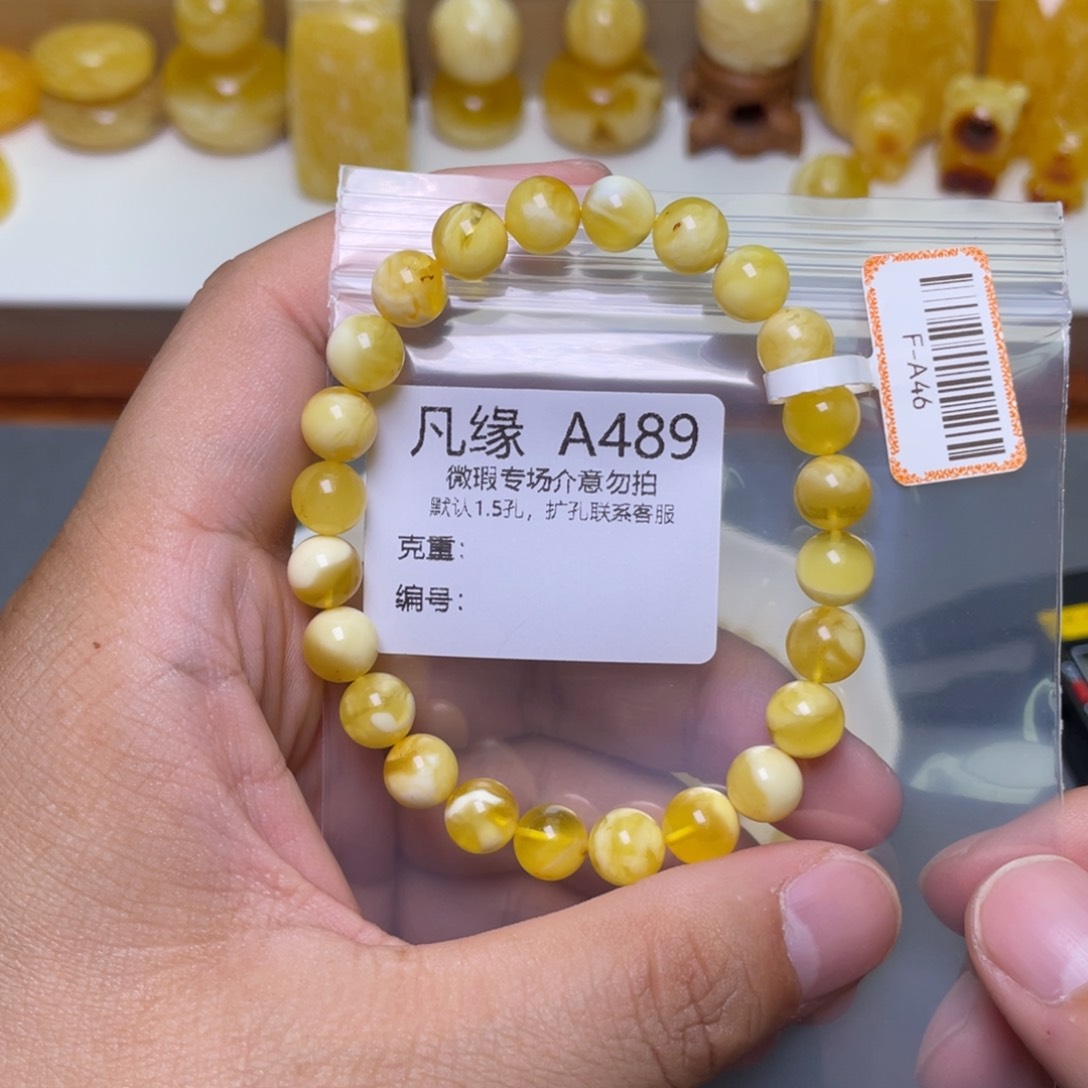 凡缘 A489
微瑕专场介意勿拍
默认1.5孔，扩孔联系客服
克重：
编号：
F-A46